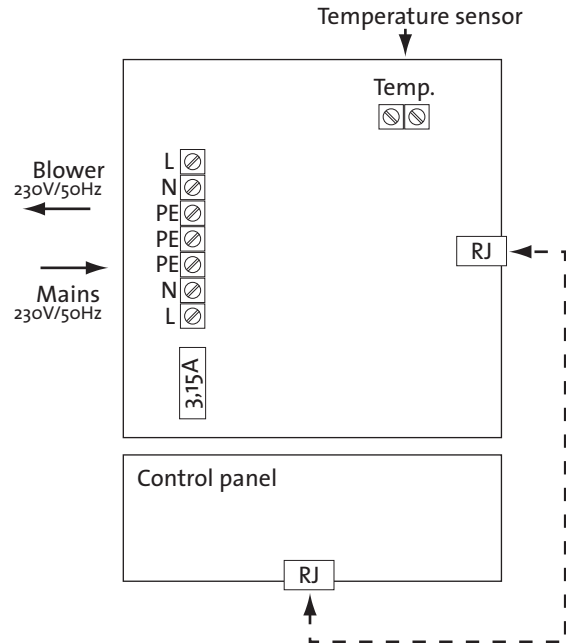 Temperature sensor
Temp.
Blower
230V/50Hz
L
N
PE
PE
PE
N
L
Mains
230V/50Hz
RJ
3,15A
Control panel
RJ